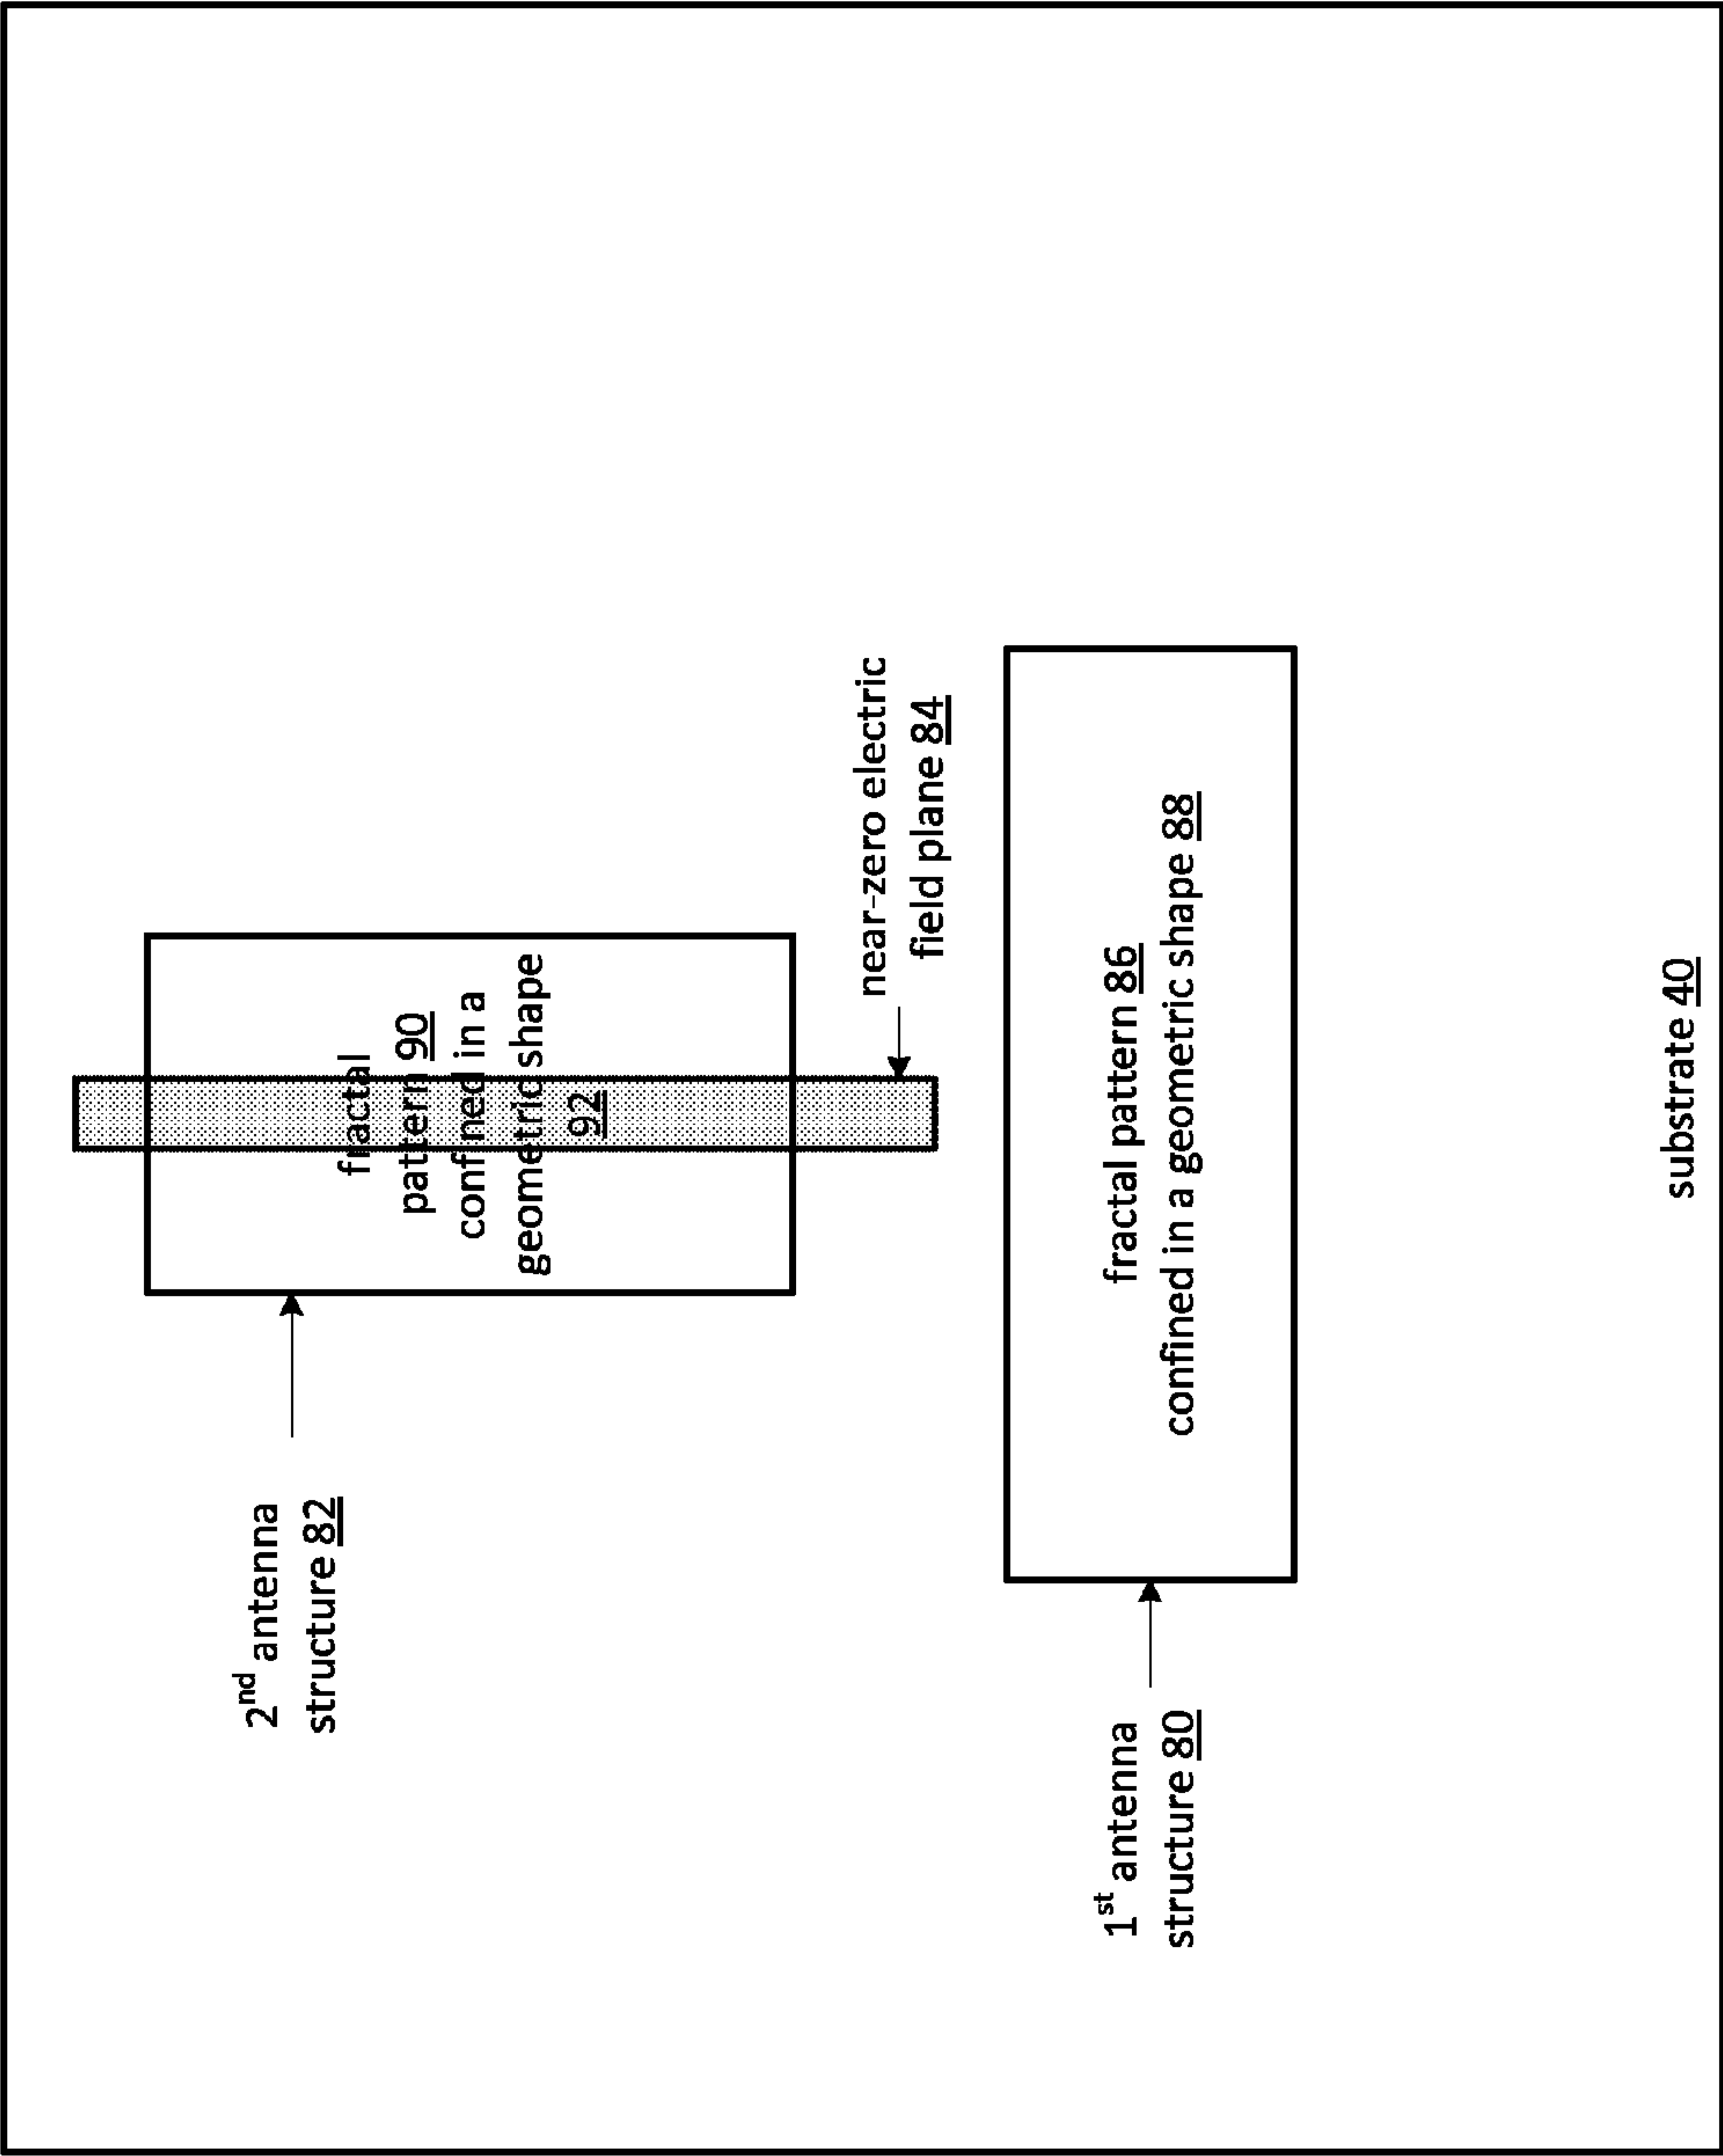 2nd antenna
structure 82
fractal
pattern 90
confined in a
geometric shape
92
near-zero electric
field plane 84
1st antenna
structure 80
fractal pattern 86
confined in a geometric shape 88
substrate 40